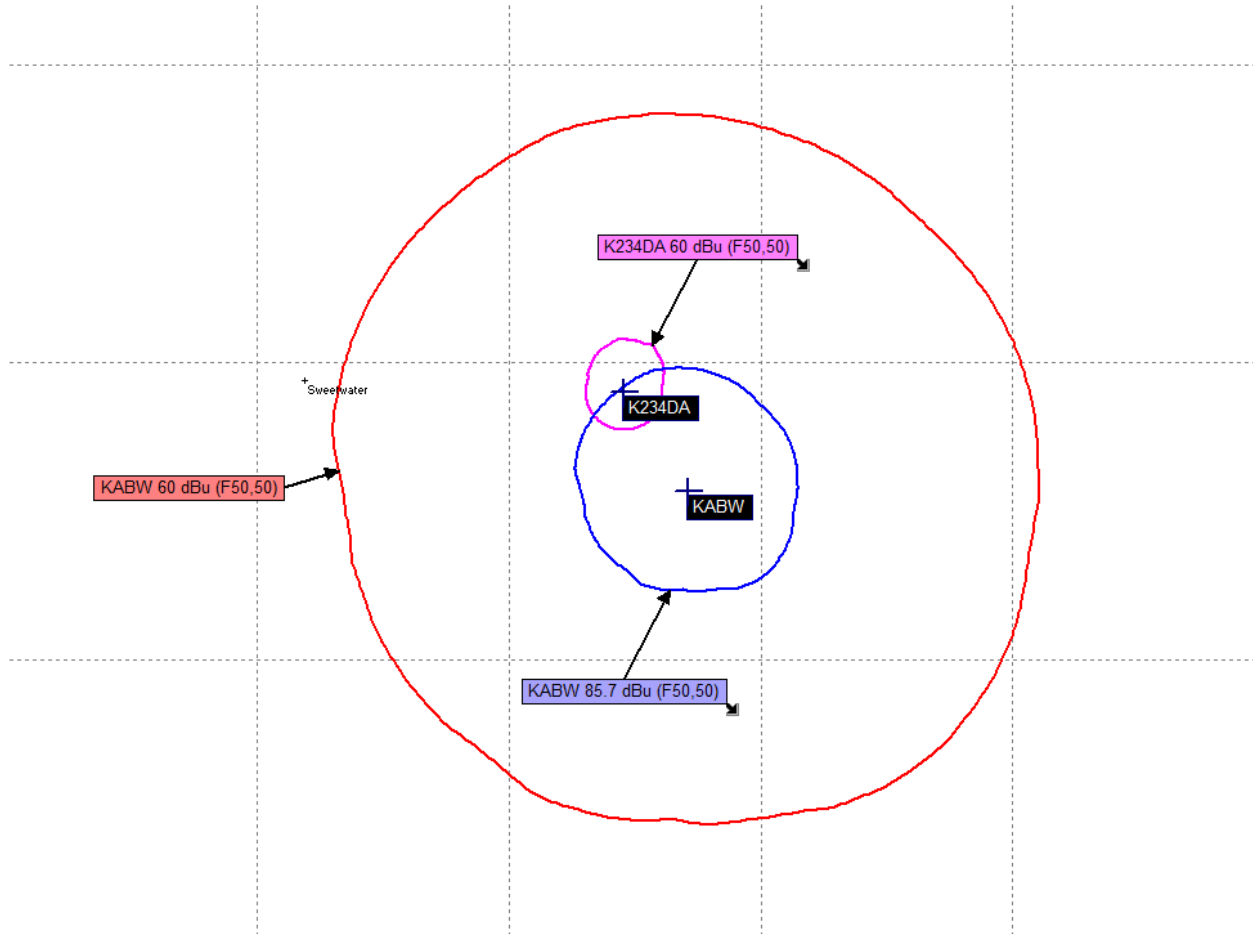 K234DA 60 dBu (F50,50)
Sweetwater
K234DA
KABW 60 dBu (F50,50)
KABW
KABW 85.7 dBu (F50,50)